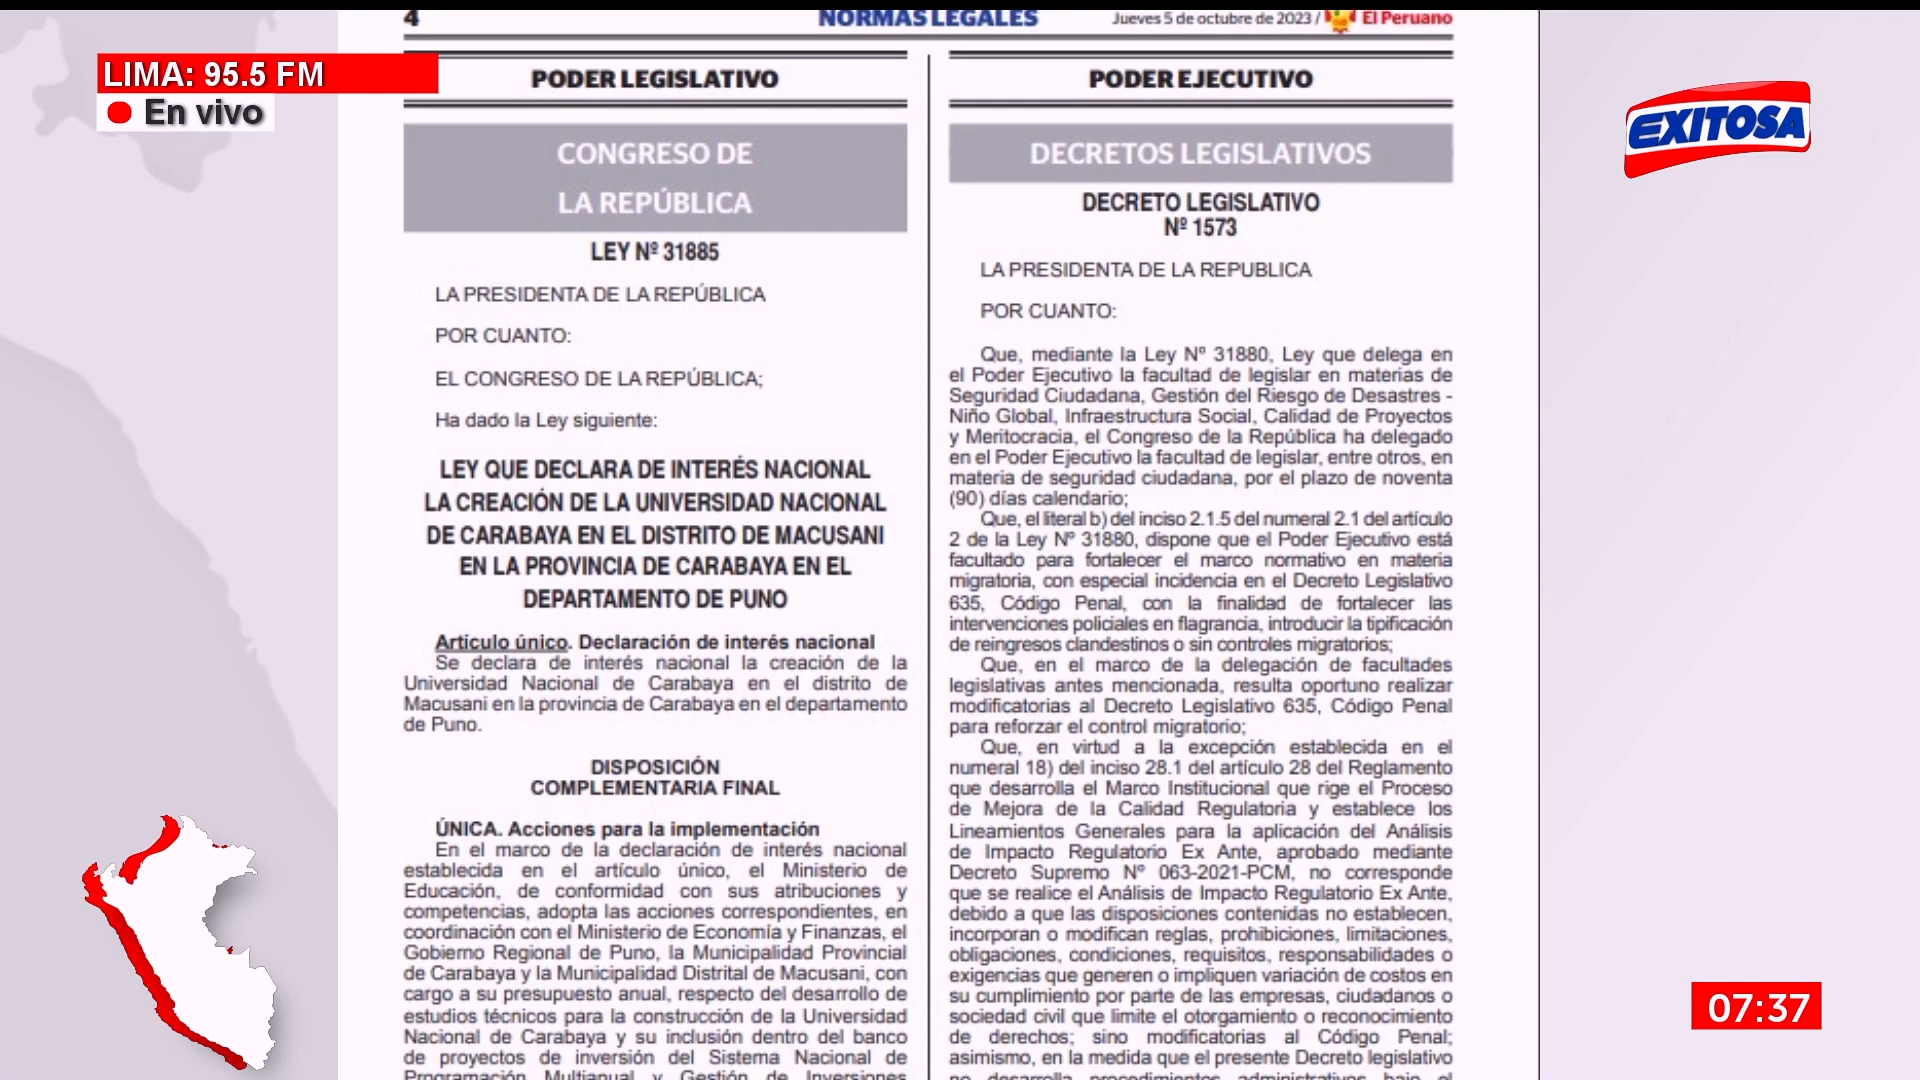 4
NORMAS LEGALES
Jueves 5 de octubre de 2023 /
El Peruano
LIMA: 95.5 FM
En vivo
EXITOSA
PODER LEGISLATIVO
CONGRESO DE
LA REPÚBLICA
LEY Nº 31885
LA PRESIDENTA DE LA REPÚBLICA
POR CUANTO:
EL CONGRESO DE LA REPÚBLICA;
Ha dado la Ley siguiente:
LEY QUE DECLARA DE INTERÉS NACIONAL
LA CREACIÓN DE LA UNIVERSIDAD NACIONAL
DE CARABAYA EN EL DISTRITO DE MACUSANI
EN LA PROVINCIA DE CARABAYA EN EL
DEPARTAMENTO DE PUNO
Artículo único. Declaración de interés nacional
Se declara de interés nacional la creación de la
Universidad Nacional de Carabaya en el distrito de
Macusani en la provincia de Carabaya en el departamento
de Puno.
DISPOSICIÓN
COMPLEMENTARIA FINAL
ÚNICA. Acciones para la implementación
En el marco de la declaración de interés nacional
establecida en el artículo único, el Ministerio de
Educación, de conformidad con sus atribuciones y
competencias, adopta las acciones correspondientes, en
coordinación con el Ministerio de Economía y Finanzas, el
Gobierno Regional de Puno, la Municipalidad Provincial
de Carabaya y la Municipalidad Distrital de Macusani, con
cargo a su presupuesto anual, respecto del desarrollo de
estudios técnicos para la construcción de la Universidad
Nacional de Carabaya y su inclusión dentro del banco
de proyectos de inversión del Sistema Nacional de
Programación Multianual y Gestión de Inversiones
PODER EJECUTIVO
DECRETOS LEGISLATIVOS
DECRETO LEGISLATIVO
Nº 1573
LA PRESIDENTA DE LA REPUBLICA
POR CUANTO:
Que, mediante la Ley Nº 31880, Ley que delega en
el Poder Ejecutivo la facultad de legislar en materias de
Seguridad Ciudadana, Gestión del Riesgo de Desastres -
Niño Global, Infraestructura Social, Calidad de Proyectos
y Meritocracia, el Congreso de la República ha delegado
en el Poder Ejecutivo la facultad de legislar, entre otros, en
materia de seguridad ciudadana, por el plazo de noventa
(90) días calendario;
Que, el literal b) del inciso 2.1.5 del numeral 2.1 del artículo
2 de la Ley Nº 31880, dispone que el Poder Ejecutivo está
facultado para fortalecer el marco normativo en materia
migratoria, con especial incidencia en el Decreto Legislativo
635, Código Penal, con la finalidad de fortalecer las
intervenciones policiales en flagrancia, introducir la tipificación
de reingresos clandestinos o sin controles migratorios;
Que, en el marco de la delegación de facultades
legislativas antes mencionada, resulta oportuno realizar
modificatorias al Decreto Legislativo 635, Código Penal
para reforzar el control migratorio;
Que, en virtud a la excepción establecida en el
numeral 18) del inciso 28.1 del artículo 28 del Reglamento
que desarrolla el Marco Institucional que rige el Proceso
de Mejora de la Calidad Regulatoria y establece los
Lineamientos Generales para la aplicación del Análisis
de Impacto Regulatorio Ex Ante, aprobado mediante
Decreto Supremo Nº 063-2021-PCM, no corresponde
que se realice el Análisis de Impacto Regulatorio Ex Ante,
debido a que las disposiciones contenidas no establecen,
incorporan o modifican reglas, prohibiciones, limitaciones,
obligaciones, condiciones, requisitos, responsabilidades o
exigencias que generen o impliquen variación de costos en
su cumplimiento por parte de las empresas, ciudadanos o
sociedad civil que limite el otorgamiento o reconocimiento
de derechos; sino modificatorias al Código Penal;
asimismo, en la medida que el presente Decreto legislativo
no desarrolla procedimientos administrativos bajo el
07:37